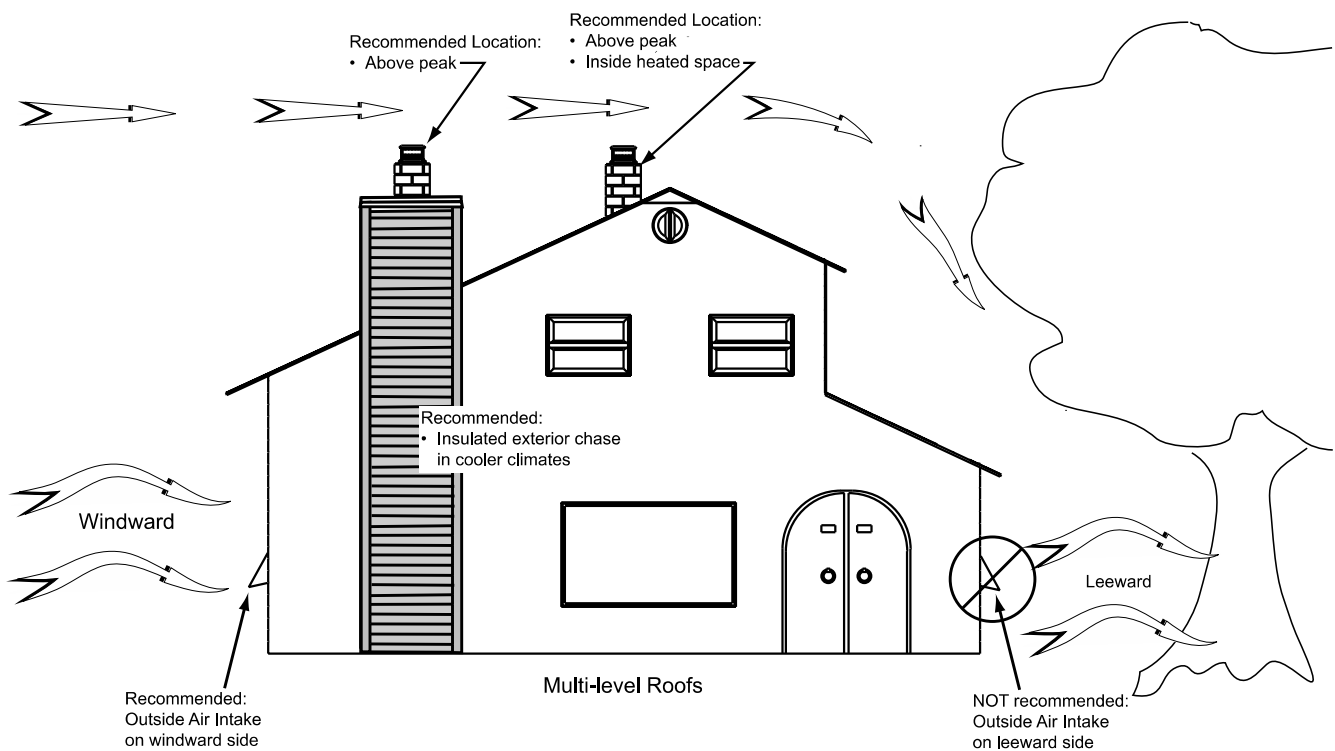 Recommended Location:
• Above peak
Recommended Location:
• Above peak
• Inside heated space
Recommended:
• Insulated exterior chase
in cooler climates
Windward
Leeward
Recommended:
Outside Air Intake
on windward side
Multi-level Roofs
NOT recommended:
Outside Air Intake
on leeward side